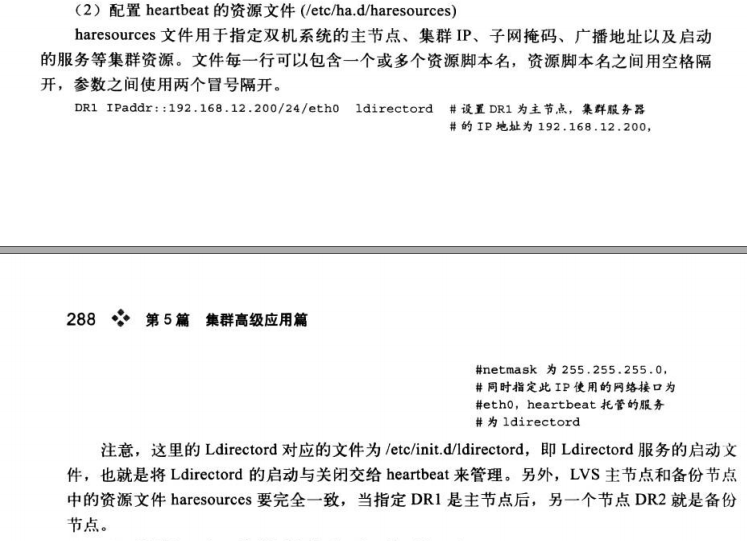 （2）配置 heartbeat 的资源文件 (/etc/ha.d/haresources)
haresources 文件用于指定双机系统的主节点、集群 IP、子网掩码、广播地址以及启动
的服务等集群资源。文件每一行可以包含一个或多个资源脚本名，资源脚本名之间用空格隔
开，参数之间使用两个冒号隔开。
DR1 IPaddr::192.168.12.200/24/eth0 ldirectord # 设置 DR1 为主节点，集群服务器
# 的 IP 地址为 192.168.12.200,
288 ❖ 第 5 篇 集群高级应用篇
#netmask 为 255.255.255.0,
# 同时指定此 IP 使用的网络接口为
#eth0, heartbeat 托管的服务
# 为 ldirectord
注意，这里的 Ldirectord 对应的文件为 /etc/init.d/ldirectord，即 Ldirectord 服务的启动文
件，也就是将 Ldirectord 的启动与关闭交给 heartbeat 来管理。另外，LVS 主节点和备份节点
中的资源文件 haresources 要完全一致，当指定 DR1 是主节点后，另一个节点 DR2 就是备份
节点。